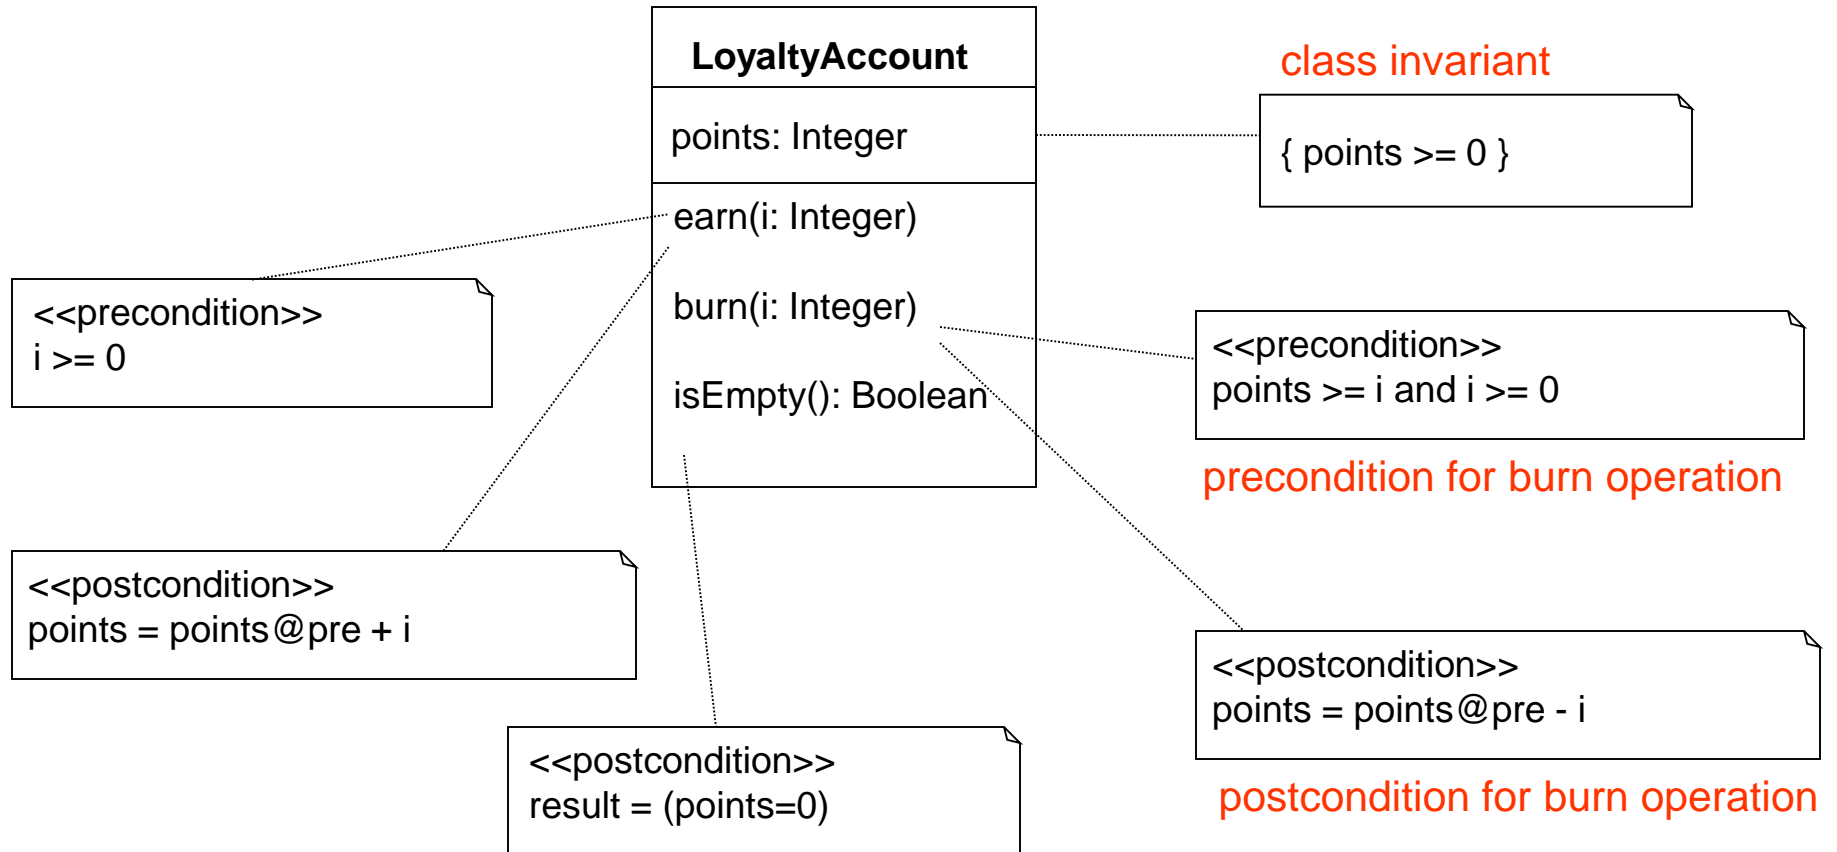 LoyaltyAccount
class invariant
points: Integer
{ points >= 0 }
earn(i: Integer)
<<precondition>>
i >= 0
burn(i: Integer)
<<precondition>>
points >= i and i >= 0
isEmpty(): Boolean
precondition for burn operation
<<postcondition>>
points = points@pre + i
<<postcondition>>
points = points@pre - i
<<postcondition>>
result = (points=0)
postcondition for burn operation